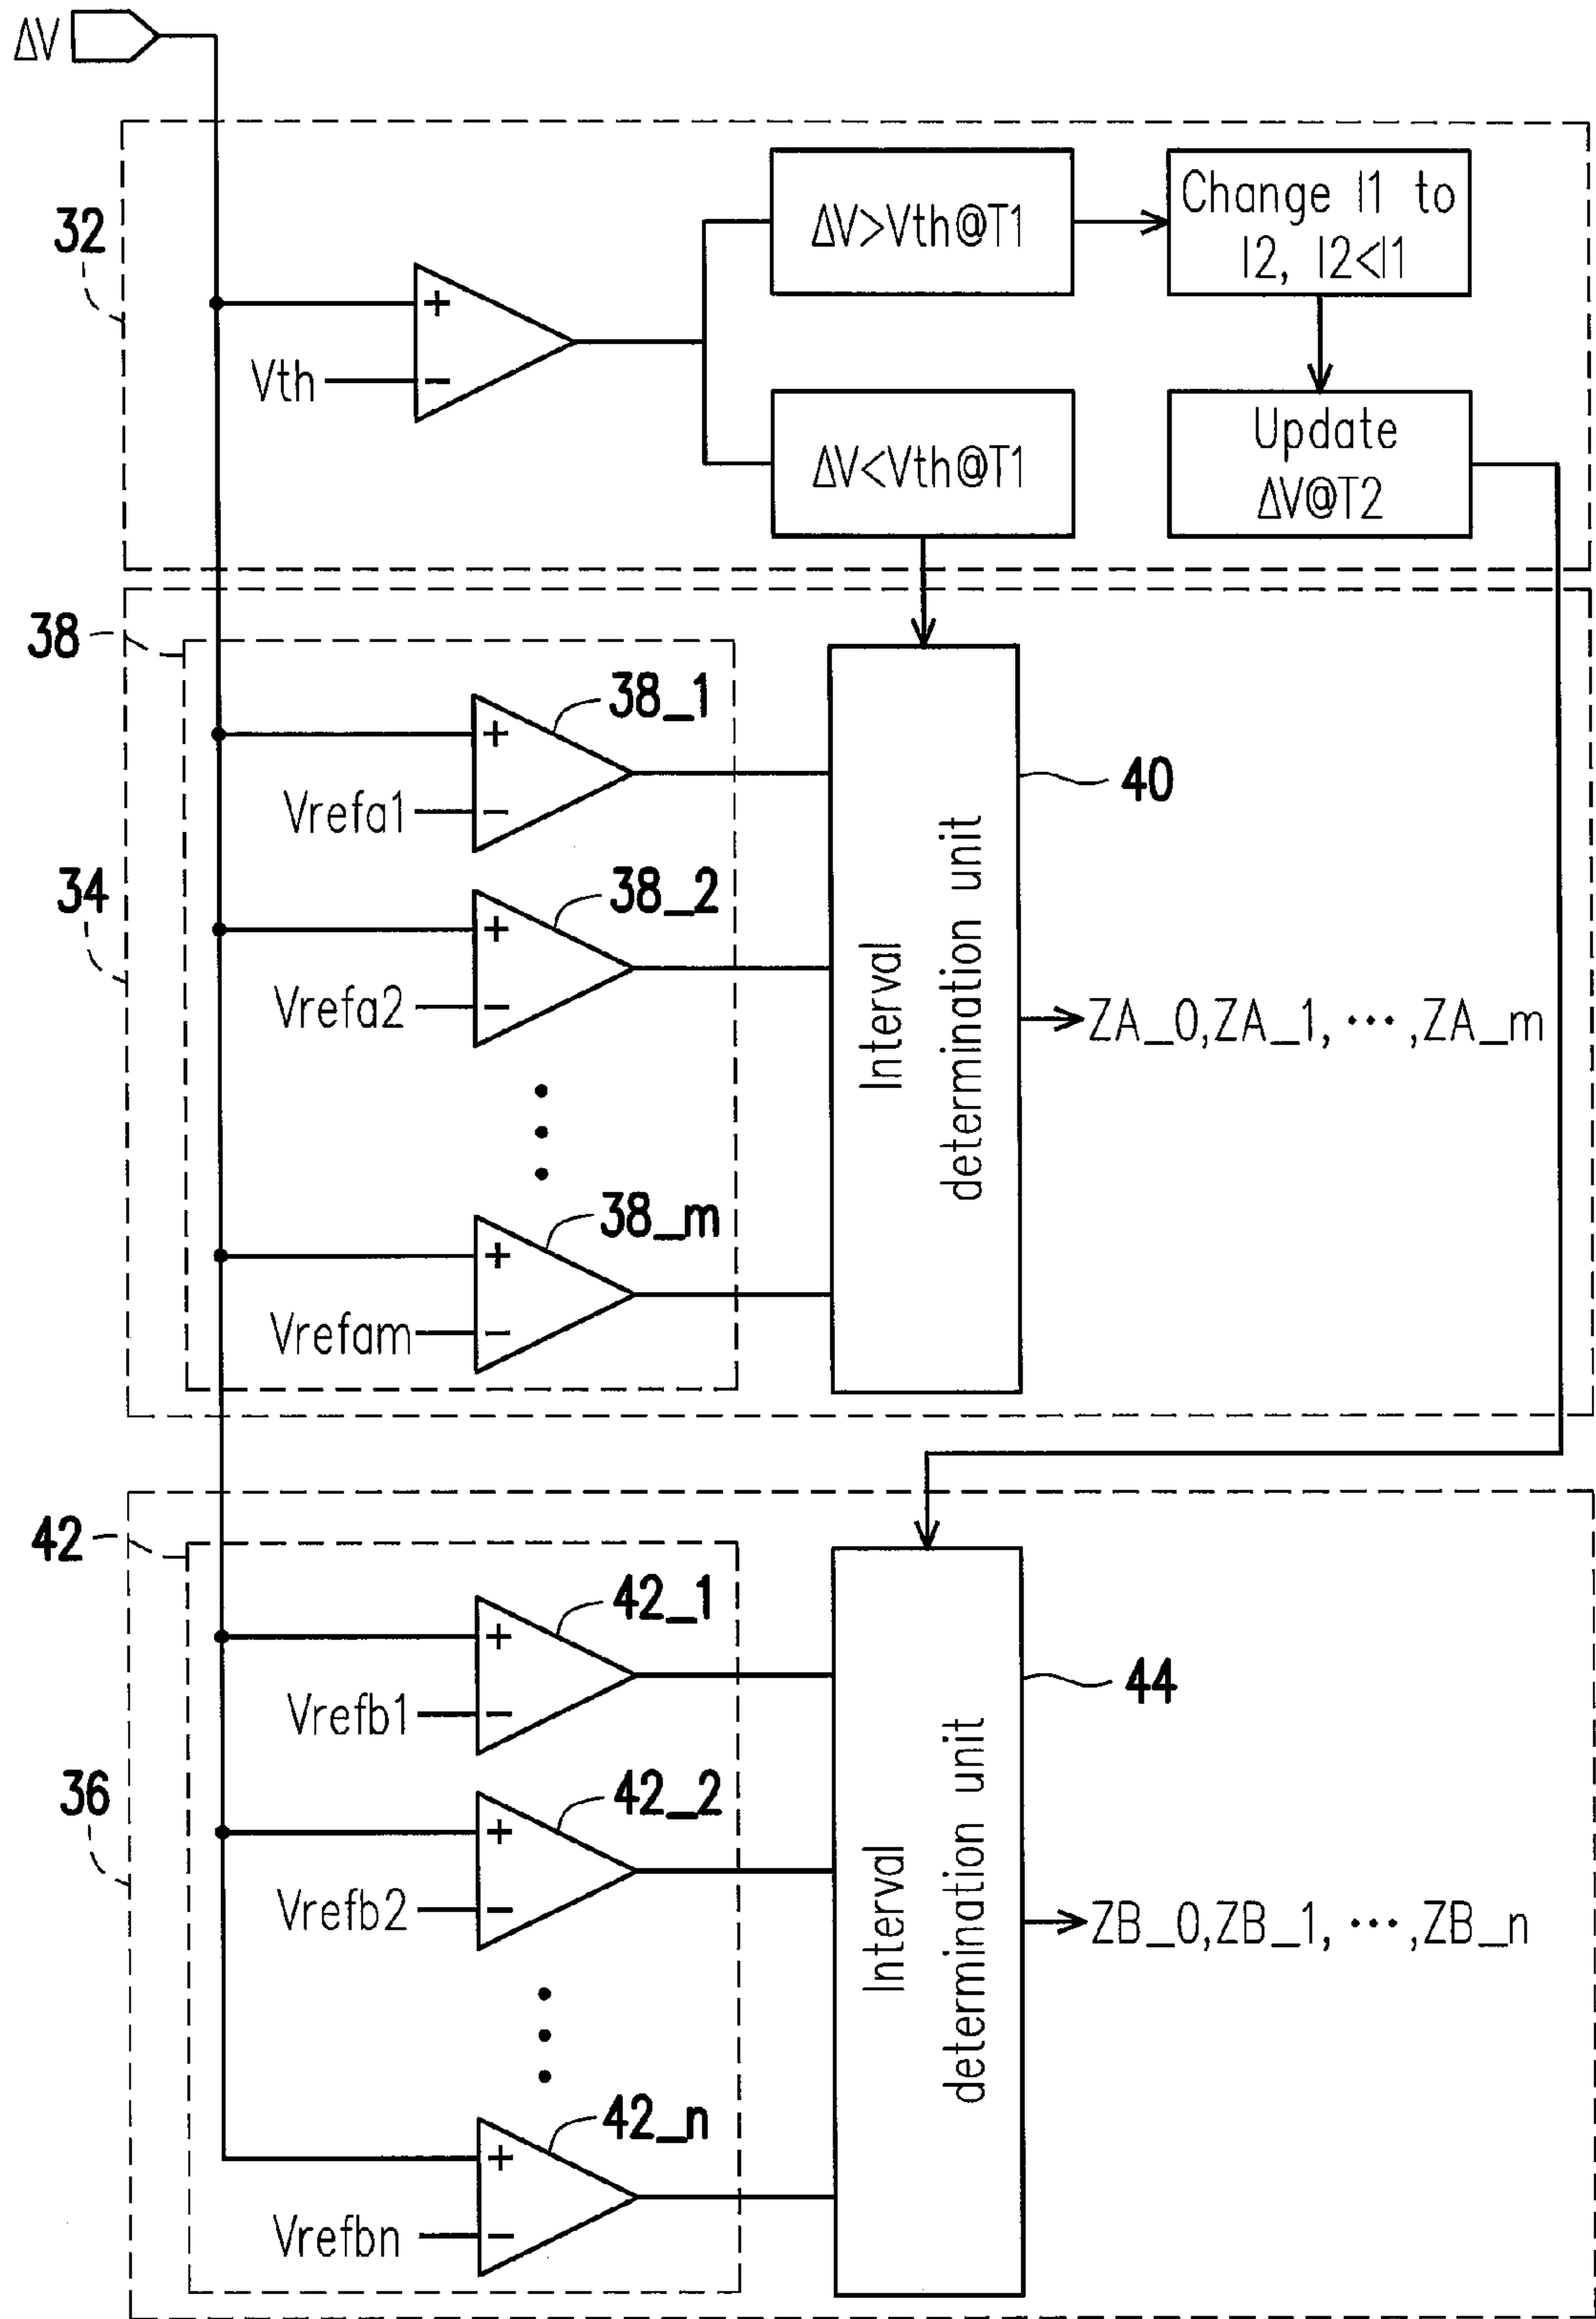 ΔV
32
ΔV>Vth@T1
Change I1 to
I2, I2<I1
+
Vth
−
ΔV<Vth@T1
Update
ΔV@T2
38
38_1
+
Vrefa1
−
40
34
38_2
+
Vrefa2
−
Interval
determination unit
ZA_0,ZA_1, ⋯,ZA_m
38_m
+
Vrefam
−
42
42_1
+
Vrefb1
−
44
36
42_2
+
Vrefb2
−
Interval
determination unit
ZB_0,ZB_1, ⋯,ZB_n
42_n
+
Vrefbn
−